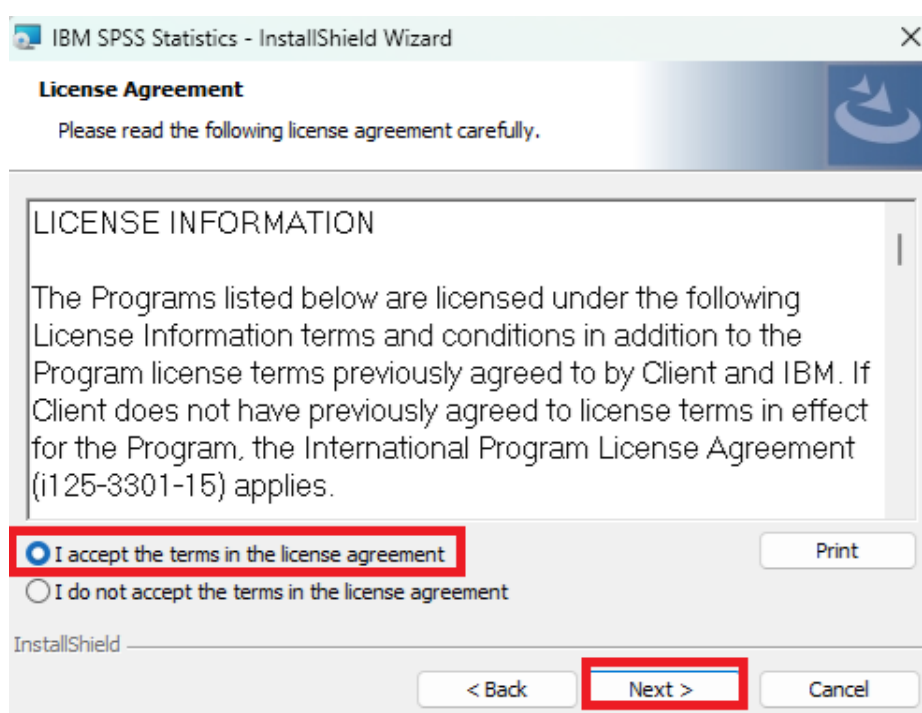 IBM SPSS Statistics - InstallShield Wizard
License Agreement
Please read the following license agreement carefully.
LICENSE INFORMATION
The Programs listed below are licensed under the following
License Information terms and conditions in addition to the
Program license terms previously agreed to by Client and IBM. If
Client does not have previously agreed to license terms in effect
for the Program, the International Program License Agreement
(i125-3301-15) applies.
I accept the terms in the license agreement
Print
I do not accept the terms in the license agreement
InstallShield
< Back
Next >
Cancel